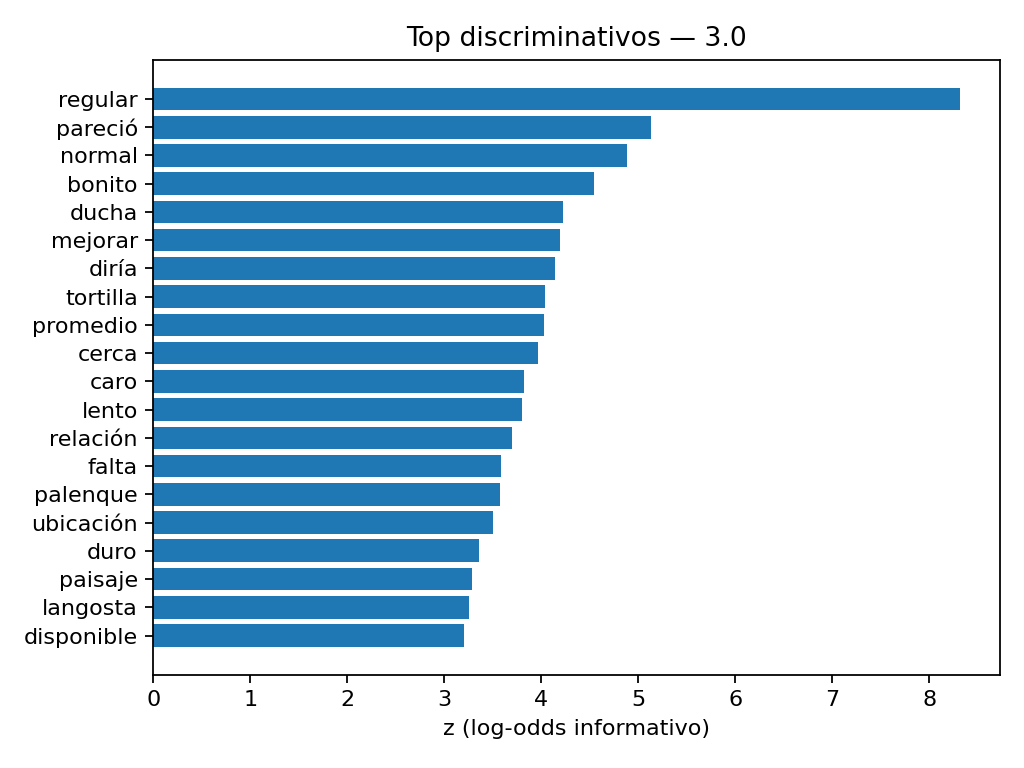 Top discriminativos — 3.0
regular
pareció
normal
bonito
ducha
mejorar
diría
tortilla
promedio
cerca
caro
lento
relación
falta
palenque
ubicación
duro
paisaje
langosta
disponible
0 1 2 3 4 5 6 7 8
z (log-odds informativo)